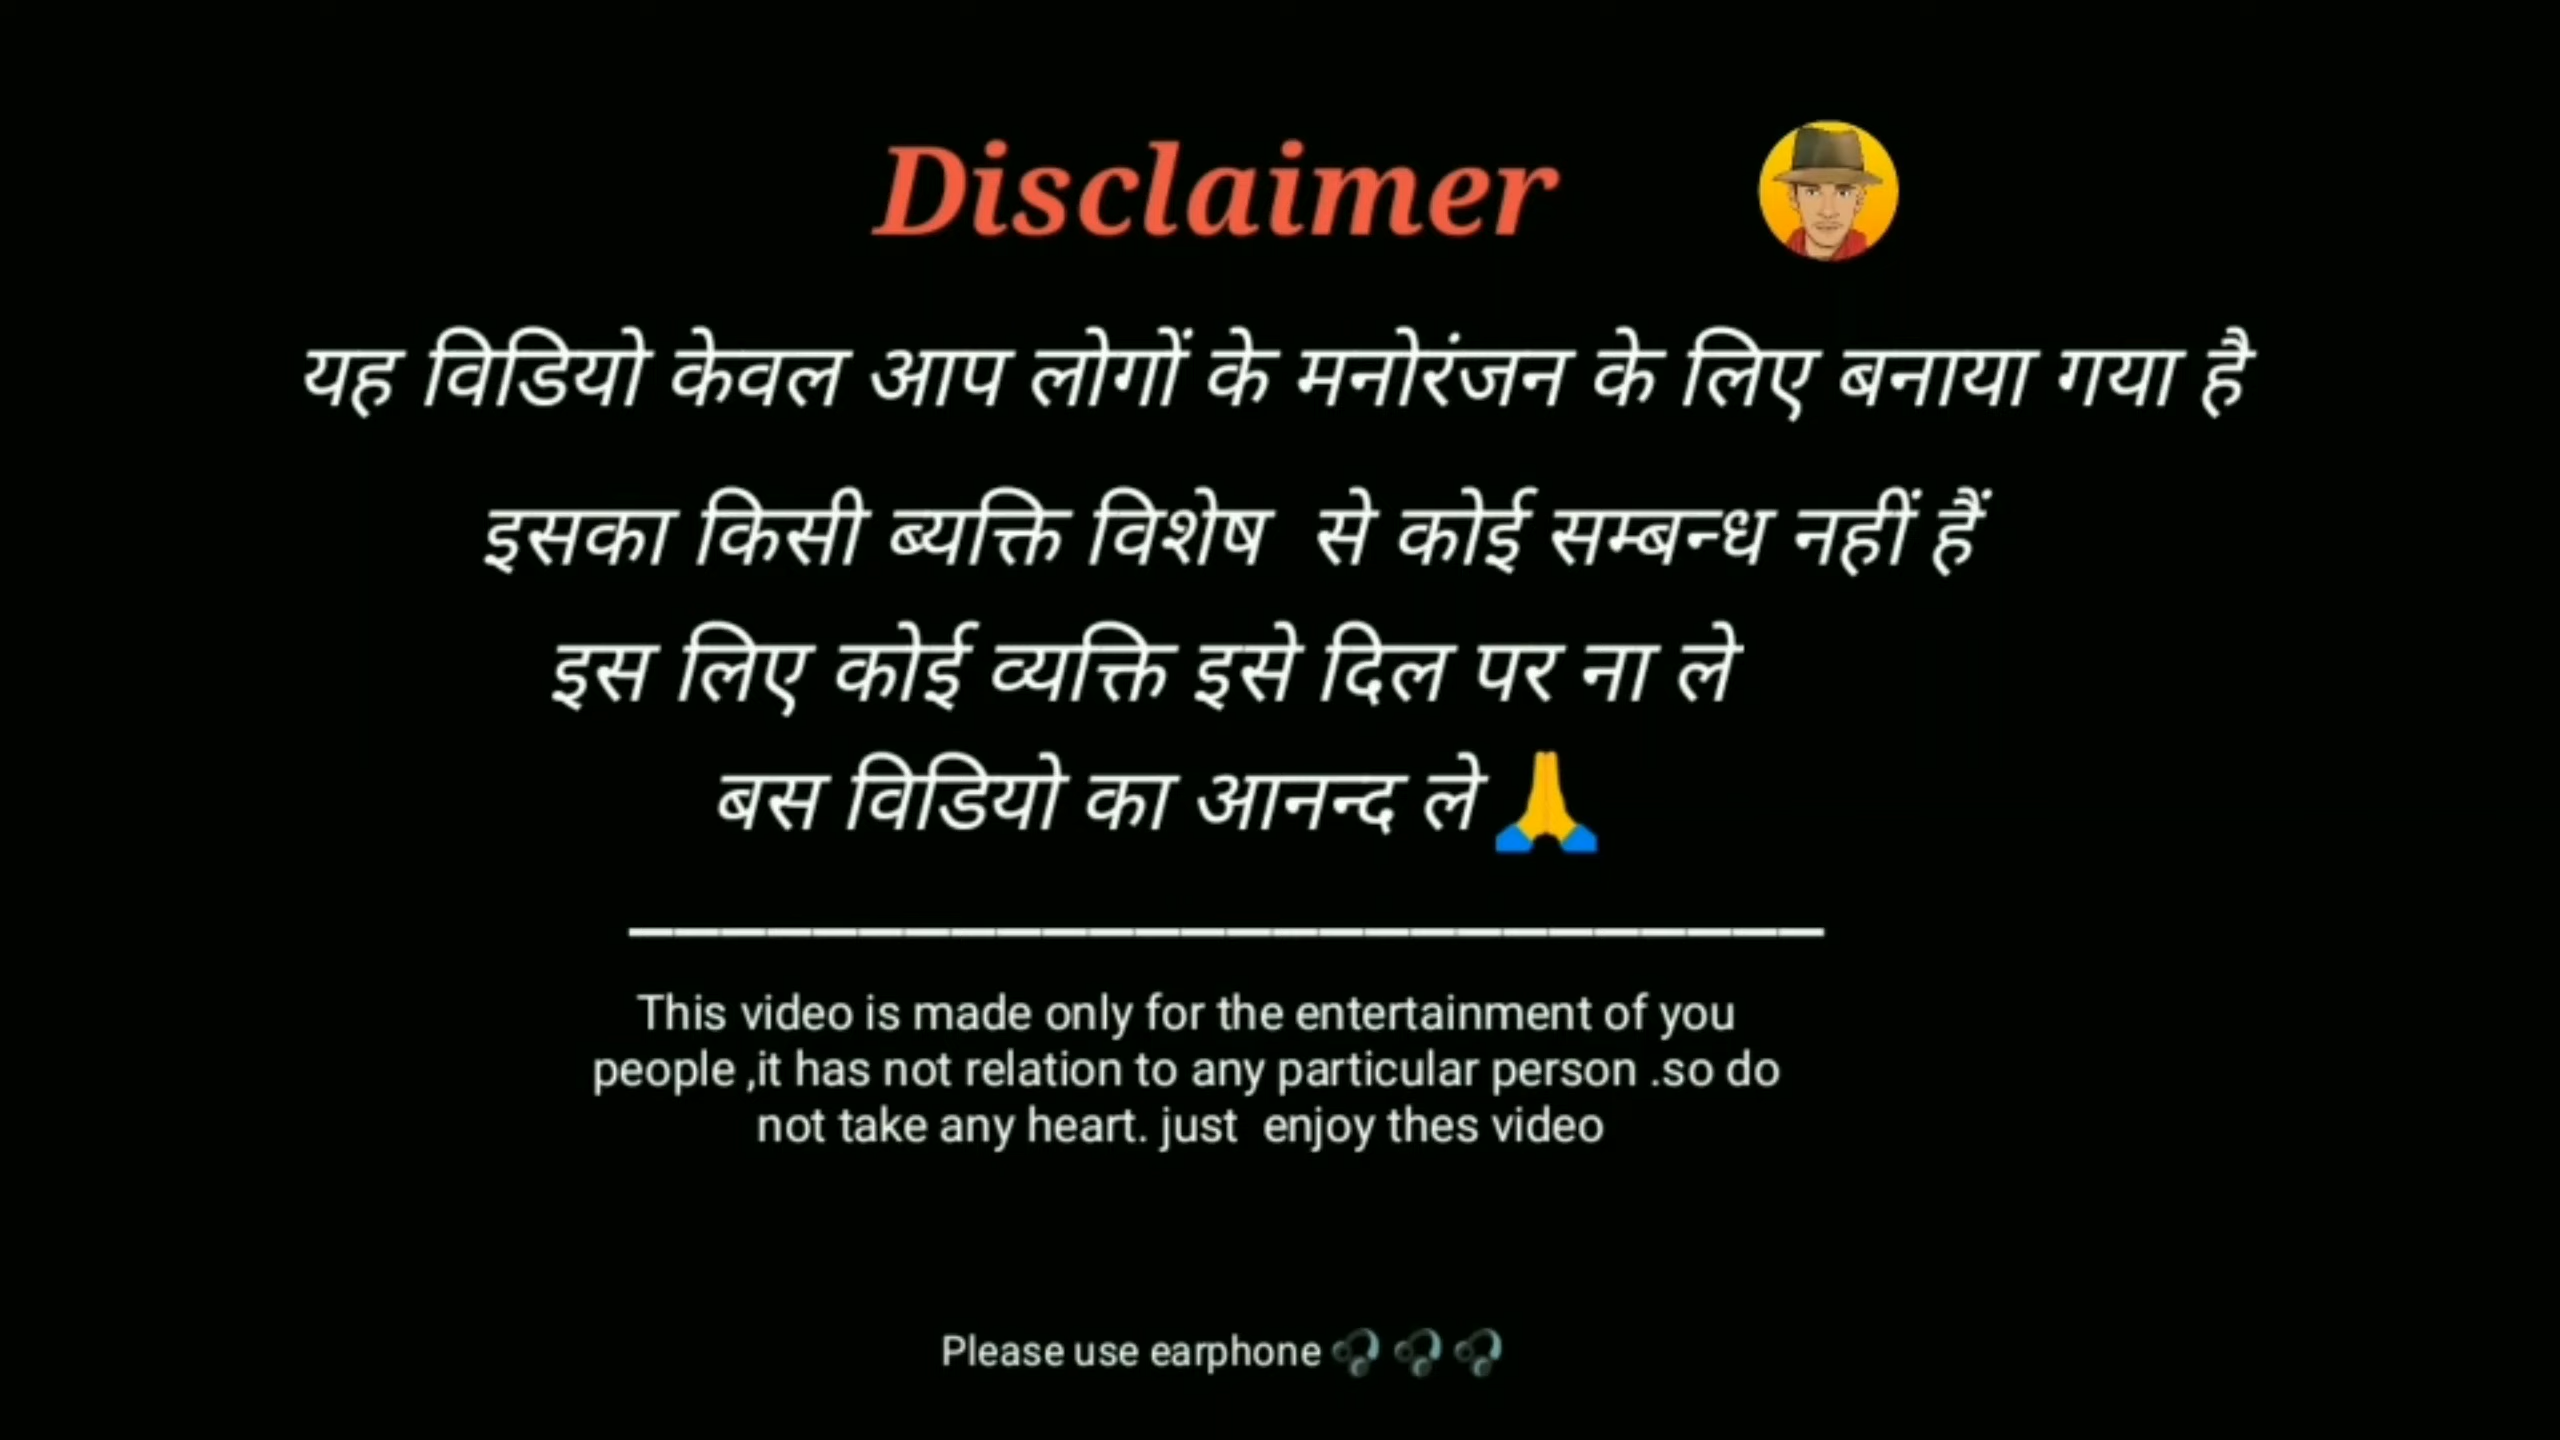 Disclaimer
यह विडियो केवल आप लोगों के मनोरंजन के लिए बनाया गया है
इसका किसी ब्यक्ति विशेष से कोई सम्बन्ध नहीं हैं
इस लिए कोई व्यक्ति इसे दिल पर ना ले
बस विडियो का आनन्द ले🙏
This video is made only for the entertainment of you
people ,it has not relation to any particular person .so do
not take any heart. just  enjoy thes video
Please use earphone🎧🎧🎧